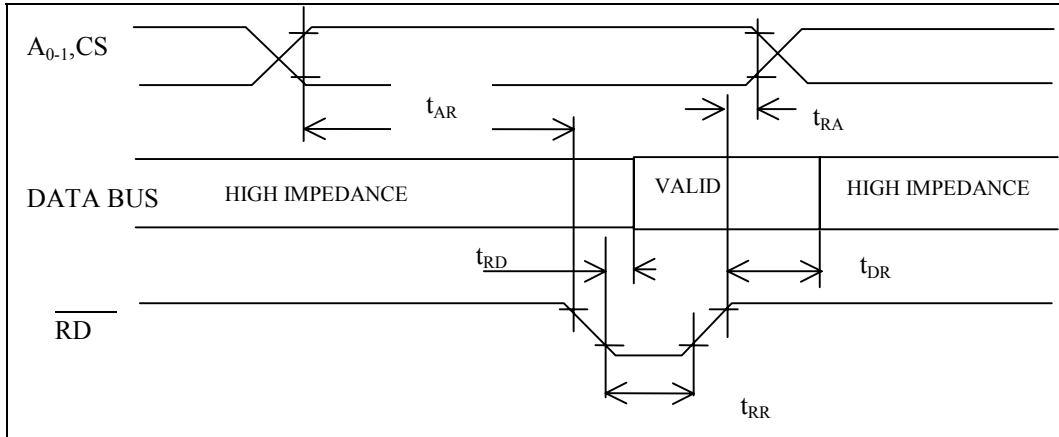 A0-1,CS
tAR
tRA
DATA BUS
HIGH IMPEDANCE
VALID
HIGH IMPEDANCE
tRD
tDR
RD
tRR